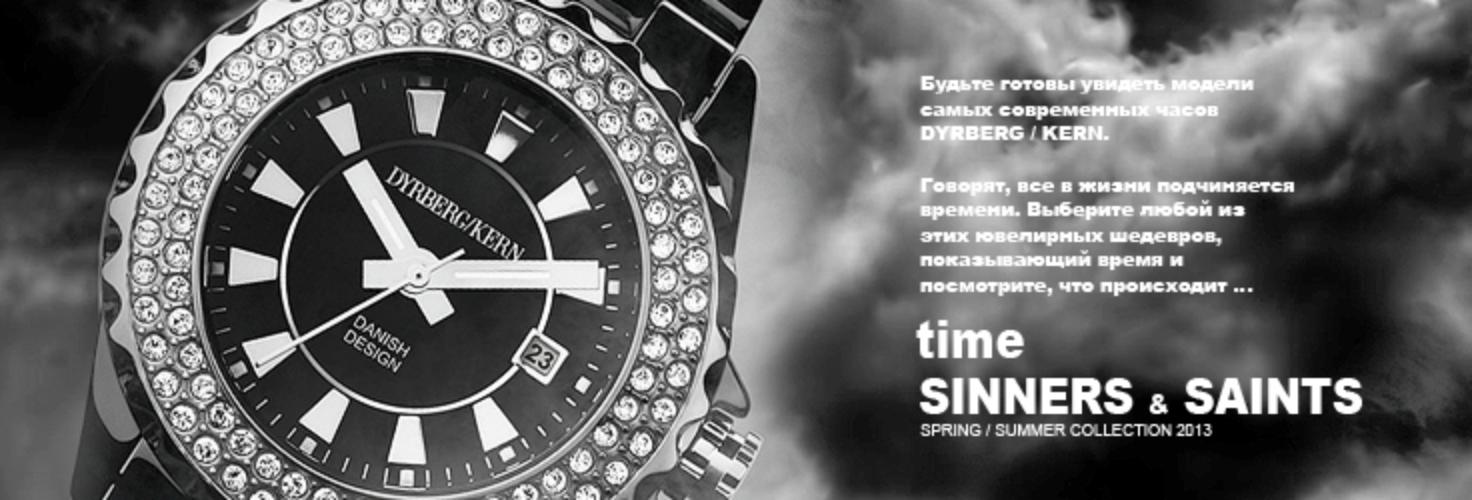 DYRBERG/KERN
DANISH
DESIGN
23
Будьте готовы увидеть модели
самых современных часов
DYRBERG / KERN.
Говорят, все в жизни подчиняется
времени. Выберите любой из
этих ювелирных шедевров,
показывающий время и
посмотрите, что происходит ...
time
SINNERS & SAINTS
SPRING / SUMMER COLLECTION 2013